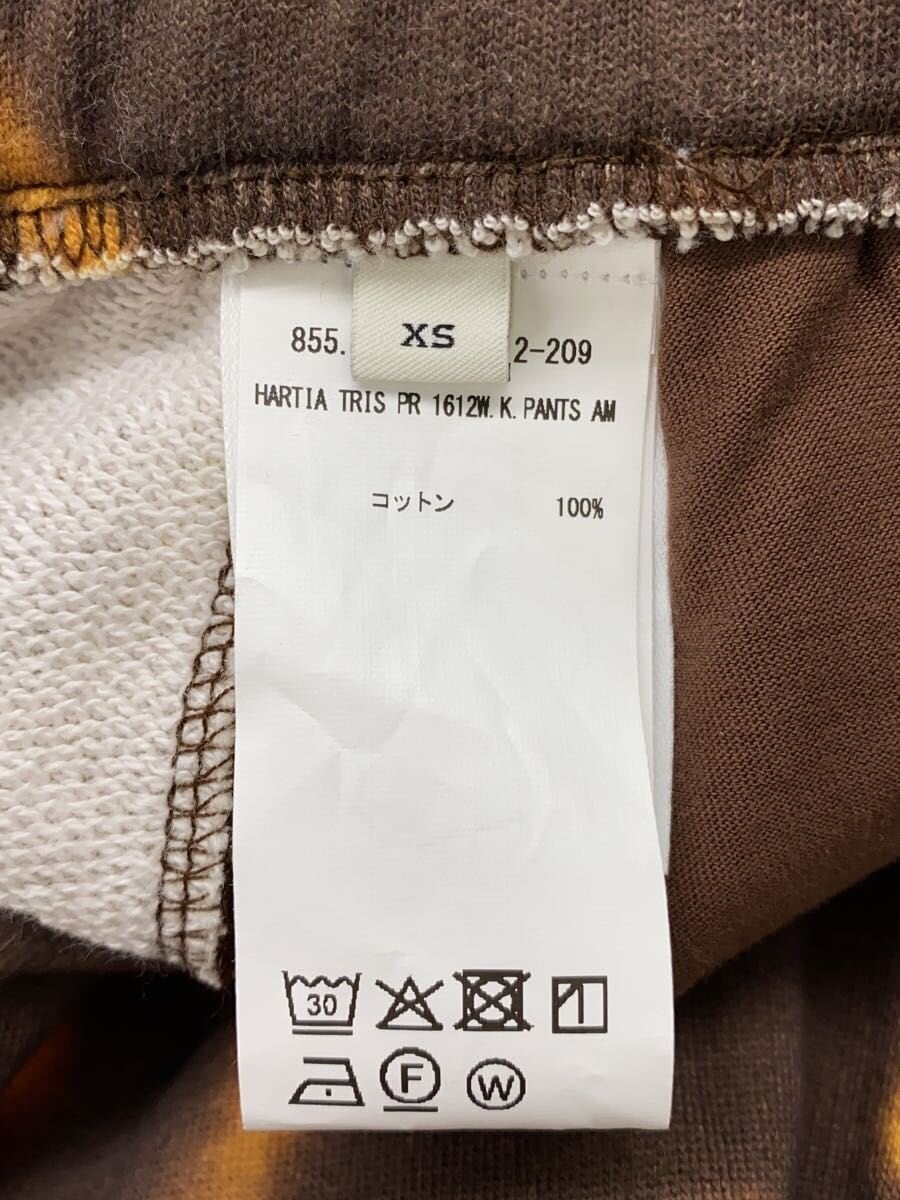 XS
855. 2-209
HARTIA TRIS PR 1612W.K.PANTS AM
コットン 100%
30
F
W